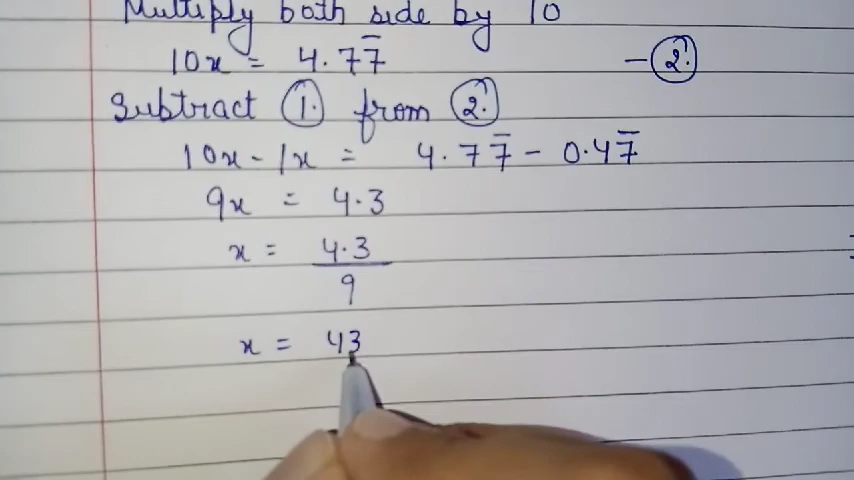 Multiply both side by 10
10x = 4.77̅ — ②
Subtract ① from ②
10x - 1x = 4.77̅ - 0.47̅
9x = 4.3
x = 4.3
9
x = 43